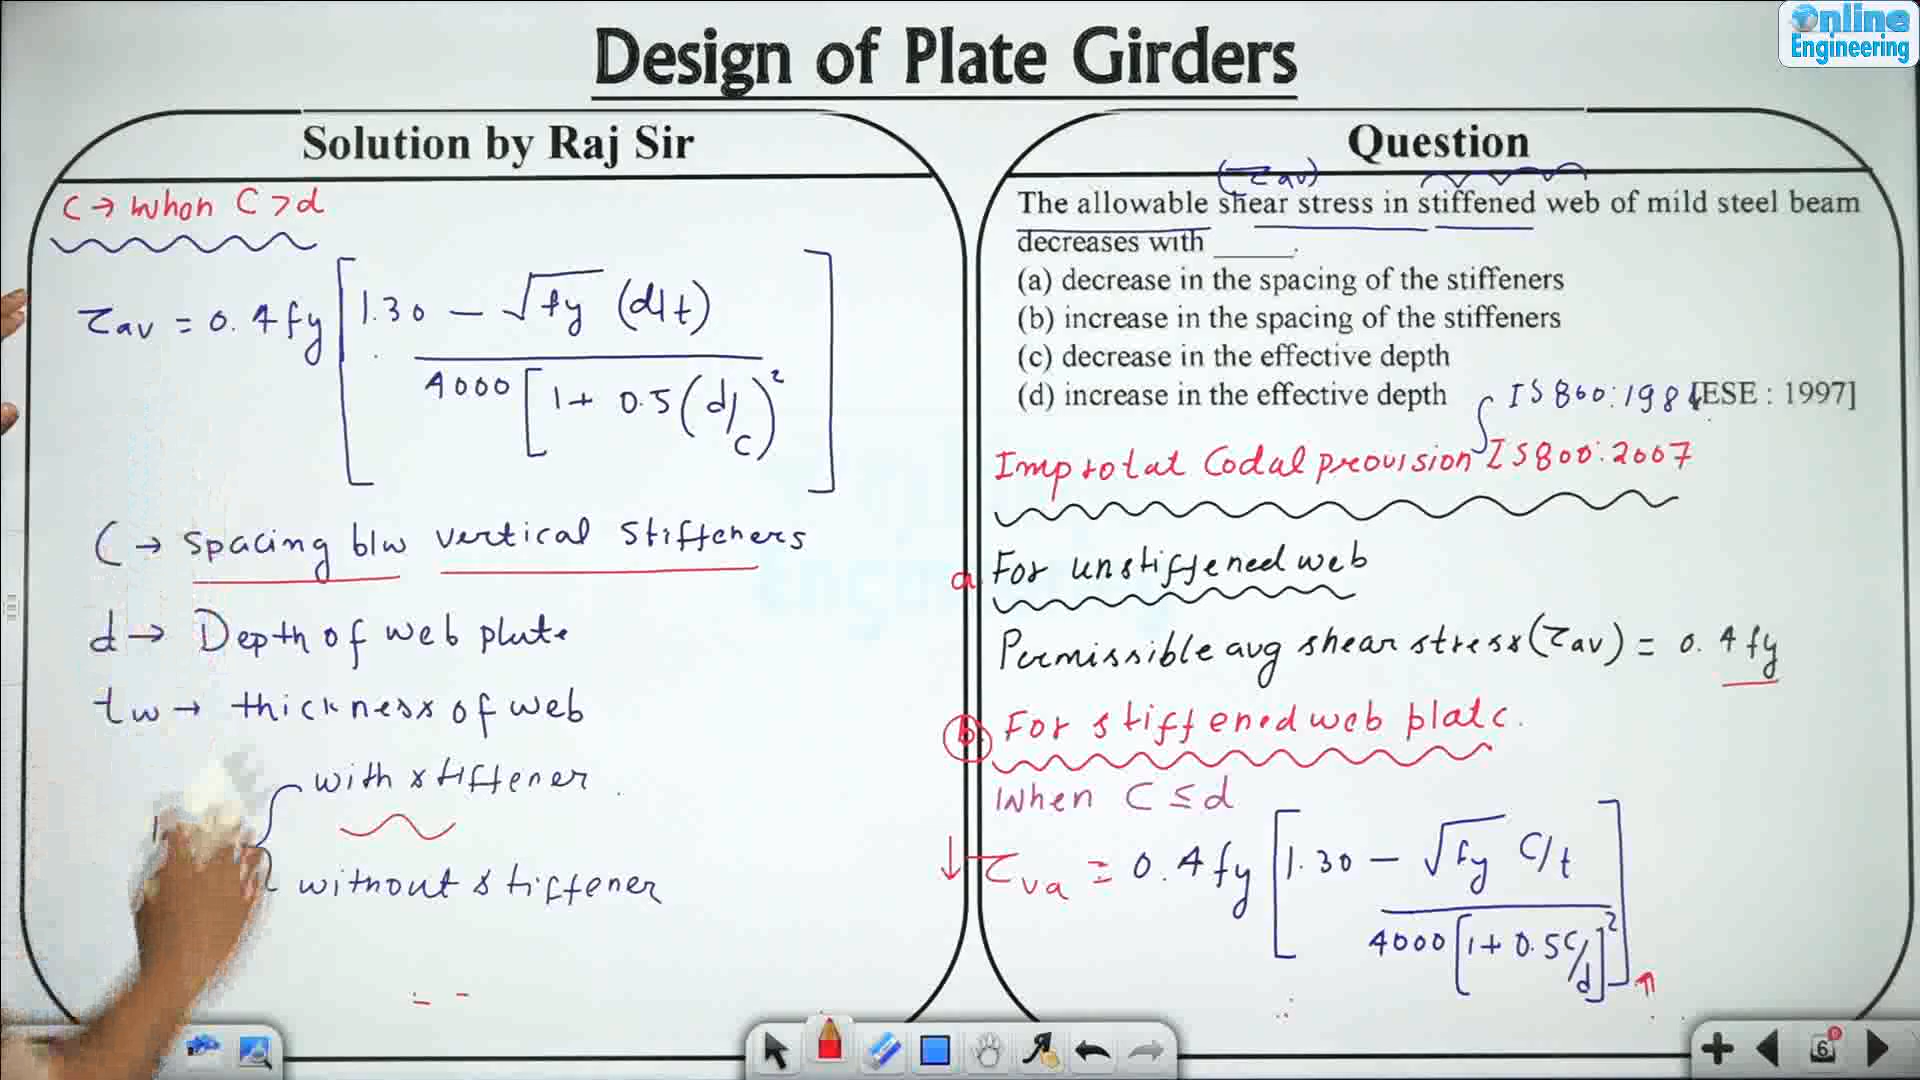 Online
Engineering
Design of Plate Girders
Solution by Raj Sir
C → when C > d
τav = 0.4 fy [ 1.30 − √fy (d/t) / 4000 [ 1 + 0.5 (d/c)² ] ]
C → spacing b/w vertical stiffeners
d → Depth of web plate
tw → thickness of web
with stiffener
without stiffener
Question
(τav)
The allowable shear stress in stiffened web of mild steel beam
decreases with ______.
(a) decrease in the spacing of the stiffeners
(b) increase in the spacing of the stiffeners
(c) decrease in the effective depth
(d) increase in the effective depth
IS 800:1984 [ESE : 1997]
Improtat Codal provision IS 800:2007
a For unstiffened web
Permissible avg shear stress (τav) = 0.4 fy
b For stiffened web plate.
When C ≤ d
↓ τva = 0.4 fy [ 1.30 − √fy C/t / 4000 [ 1 + 0.5 C/d ]² ] ↑
6